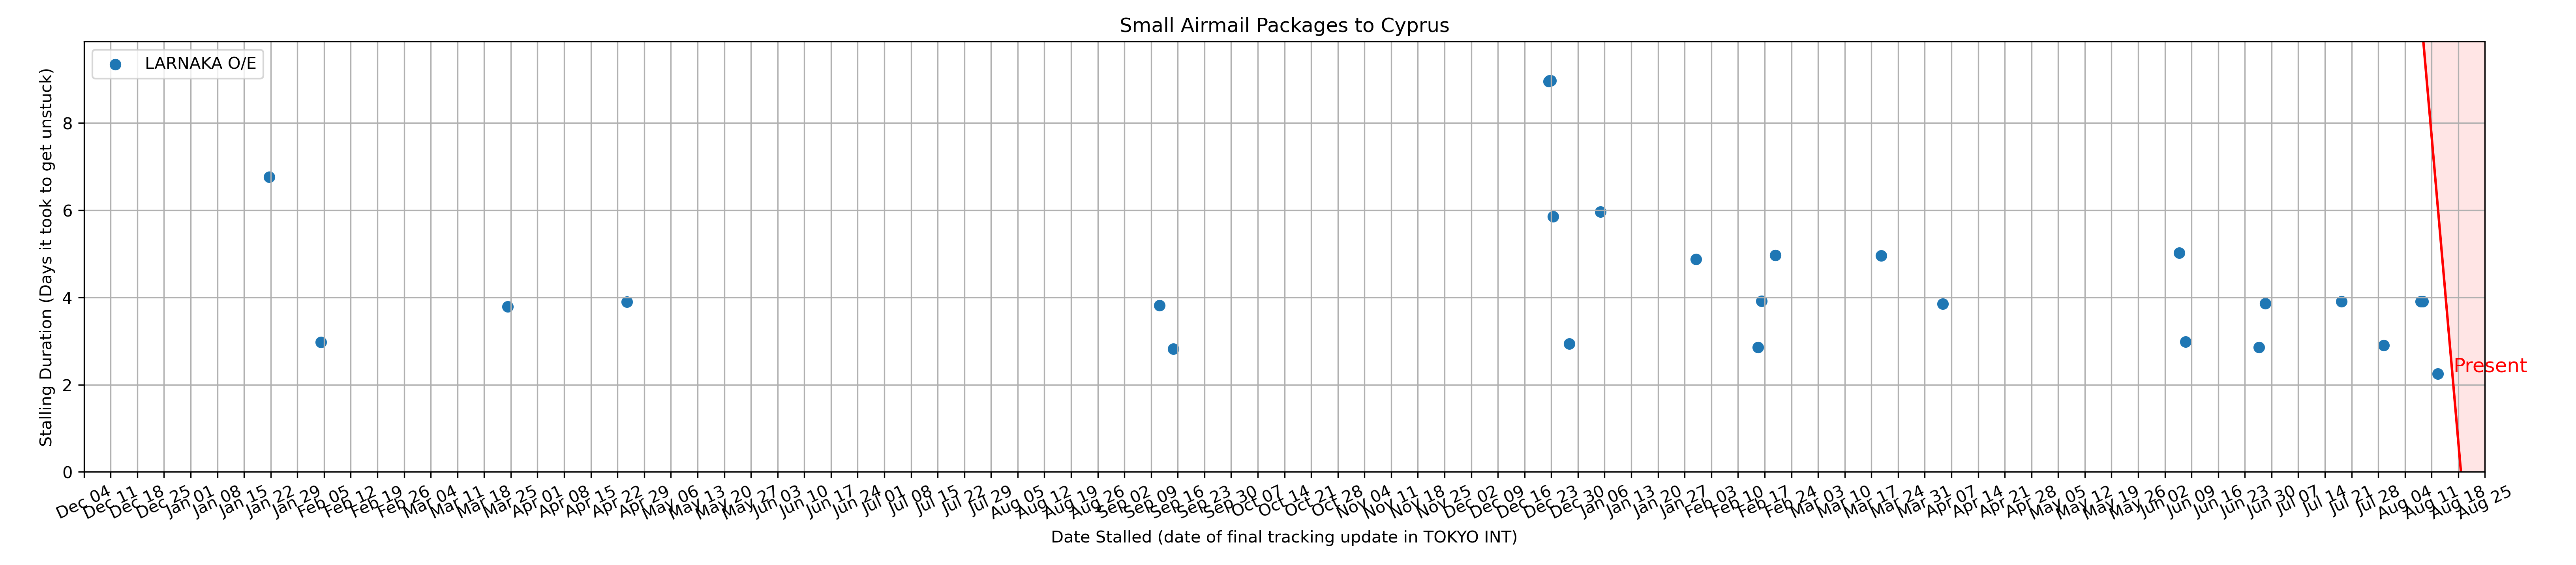 Small Airmail Packages to Cyprus
LARNAKA O/E
Stalling Duration (Days it took to get unstuck)
8
6
4
2
0
Present
Dec 04
Dec 11
Dec 18
Dec 25
Jan 01
Jan 08
Jan 15
Jan 22
Jan 29
Feb 05
Feb 12
Feb 19
Feb 26
Mar 04
Mar 11
Mar 18
Mar 25
Apr 01
Apr 08
Apr 15
Apr 22
Apr 29
May 06
May 13
May 20
May 27
Jun 03
Jun 10
Jun 17
Jun 24
Jul 01
Jul 08
Jul 15
Jul 22
Jul 29
Aug 05
Aug 12
Aug 19
Aug 26
Sep 02
Sep 09
Sep 16
Sep 23
Sep 30
Oct 07
Oct 14
Oct 21
Oct 28
Nov 04
Nov 11
Nov 18
Nov 25
Dec 02
Dec 09
Dec 16
Dec 23
Dec 30
Jan 06
Jan 13
Jan 20
Jan 27
Feb 03
Feb 10
Feb 17
Feb 24
Mar 03
Mar 10
Mar 17
Mar 24
Mar 31
Apr 07
Apr 14
Apr 21
Apr 28
May 05
May 12
May 19
May 26
Jun 02
Jun 09
Jun 16
Jun 23
Jun 30
Jul 07
Jul 14
Jul 21
Jul 28
Aug 04
Aug 11
Aug 18
Aug 25
Date Stalled (date of final tracking update in TOKYO INT)